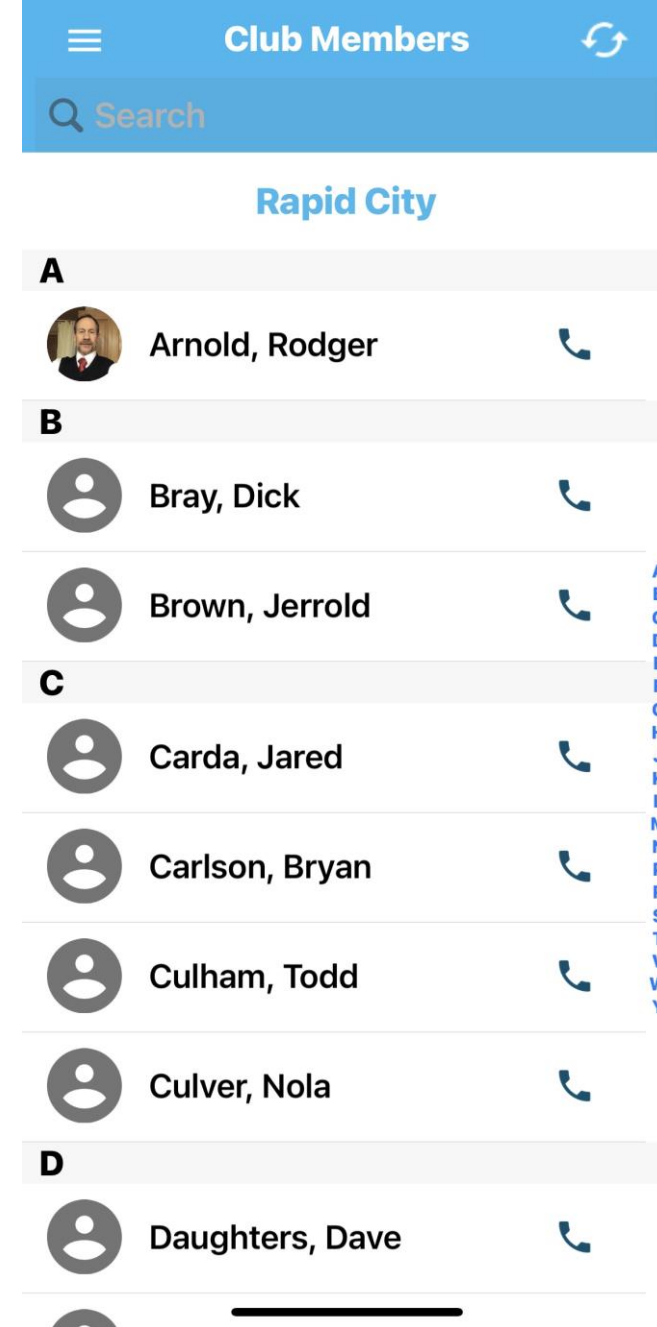 Club Members
Search
Rapid City
A
Arnold, Rodger
B
Bray, Dick
Brown, Jerrold
C
Carda, Jared
Carlson, Bryan
Culham, Todd
Culver, Nola
D
Daughters, Dave